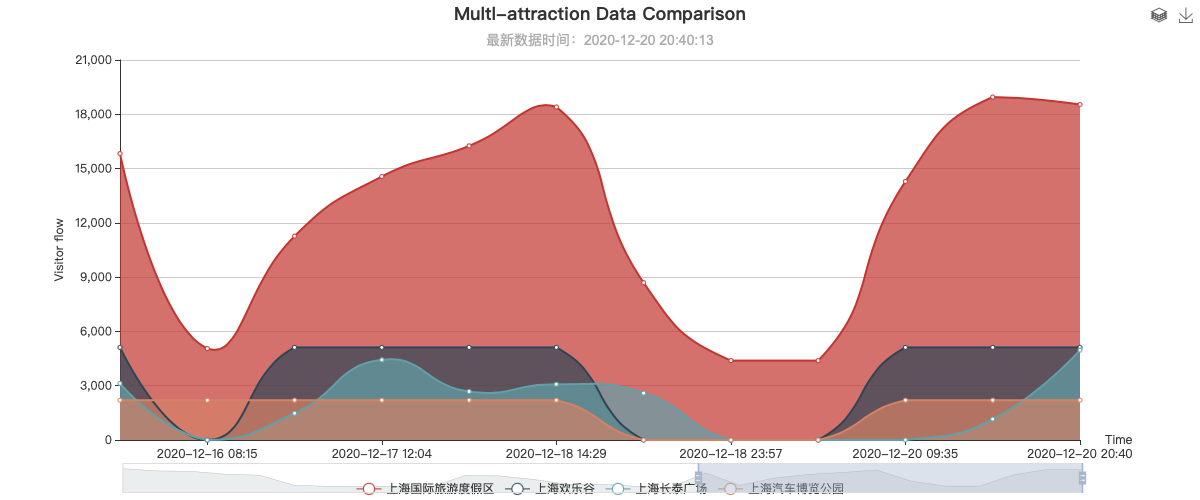 MultI-attraction Data Comparison
最新数据时间：2020-12-20 20:40:13
21,000
18,000
15,000
12,000
9,000
6,000
3,000
0
Visitor flow
Time
2020-12-16 08:15 2020-12-17 12:04 2020-12-18 14:29 2020-12-18 23:57 2020-12-20 09:35 2020-12-20 20:40
上海国际旅游度假区 上海欢乐谷 上海长泰广场 上海汽车博览公园